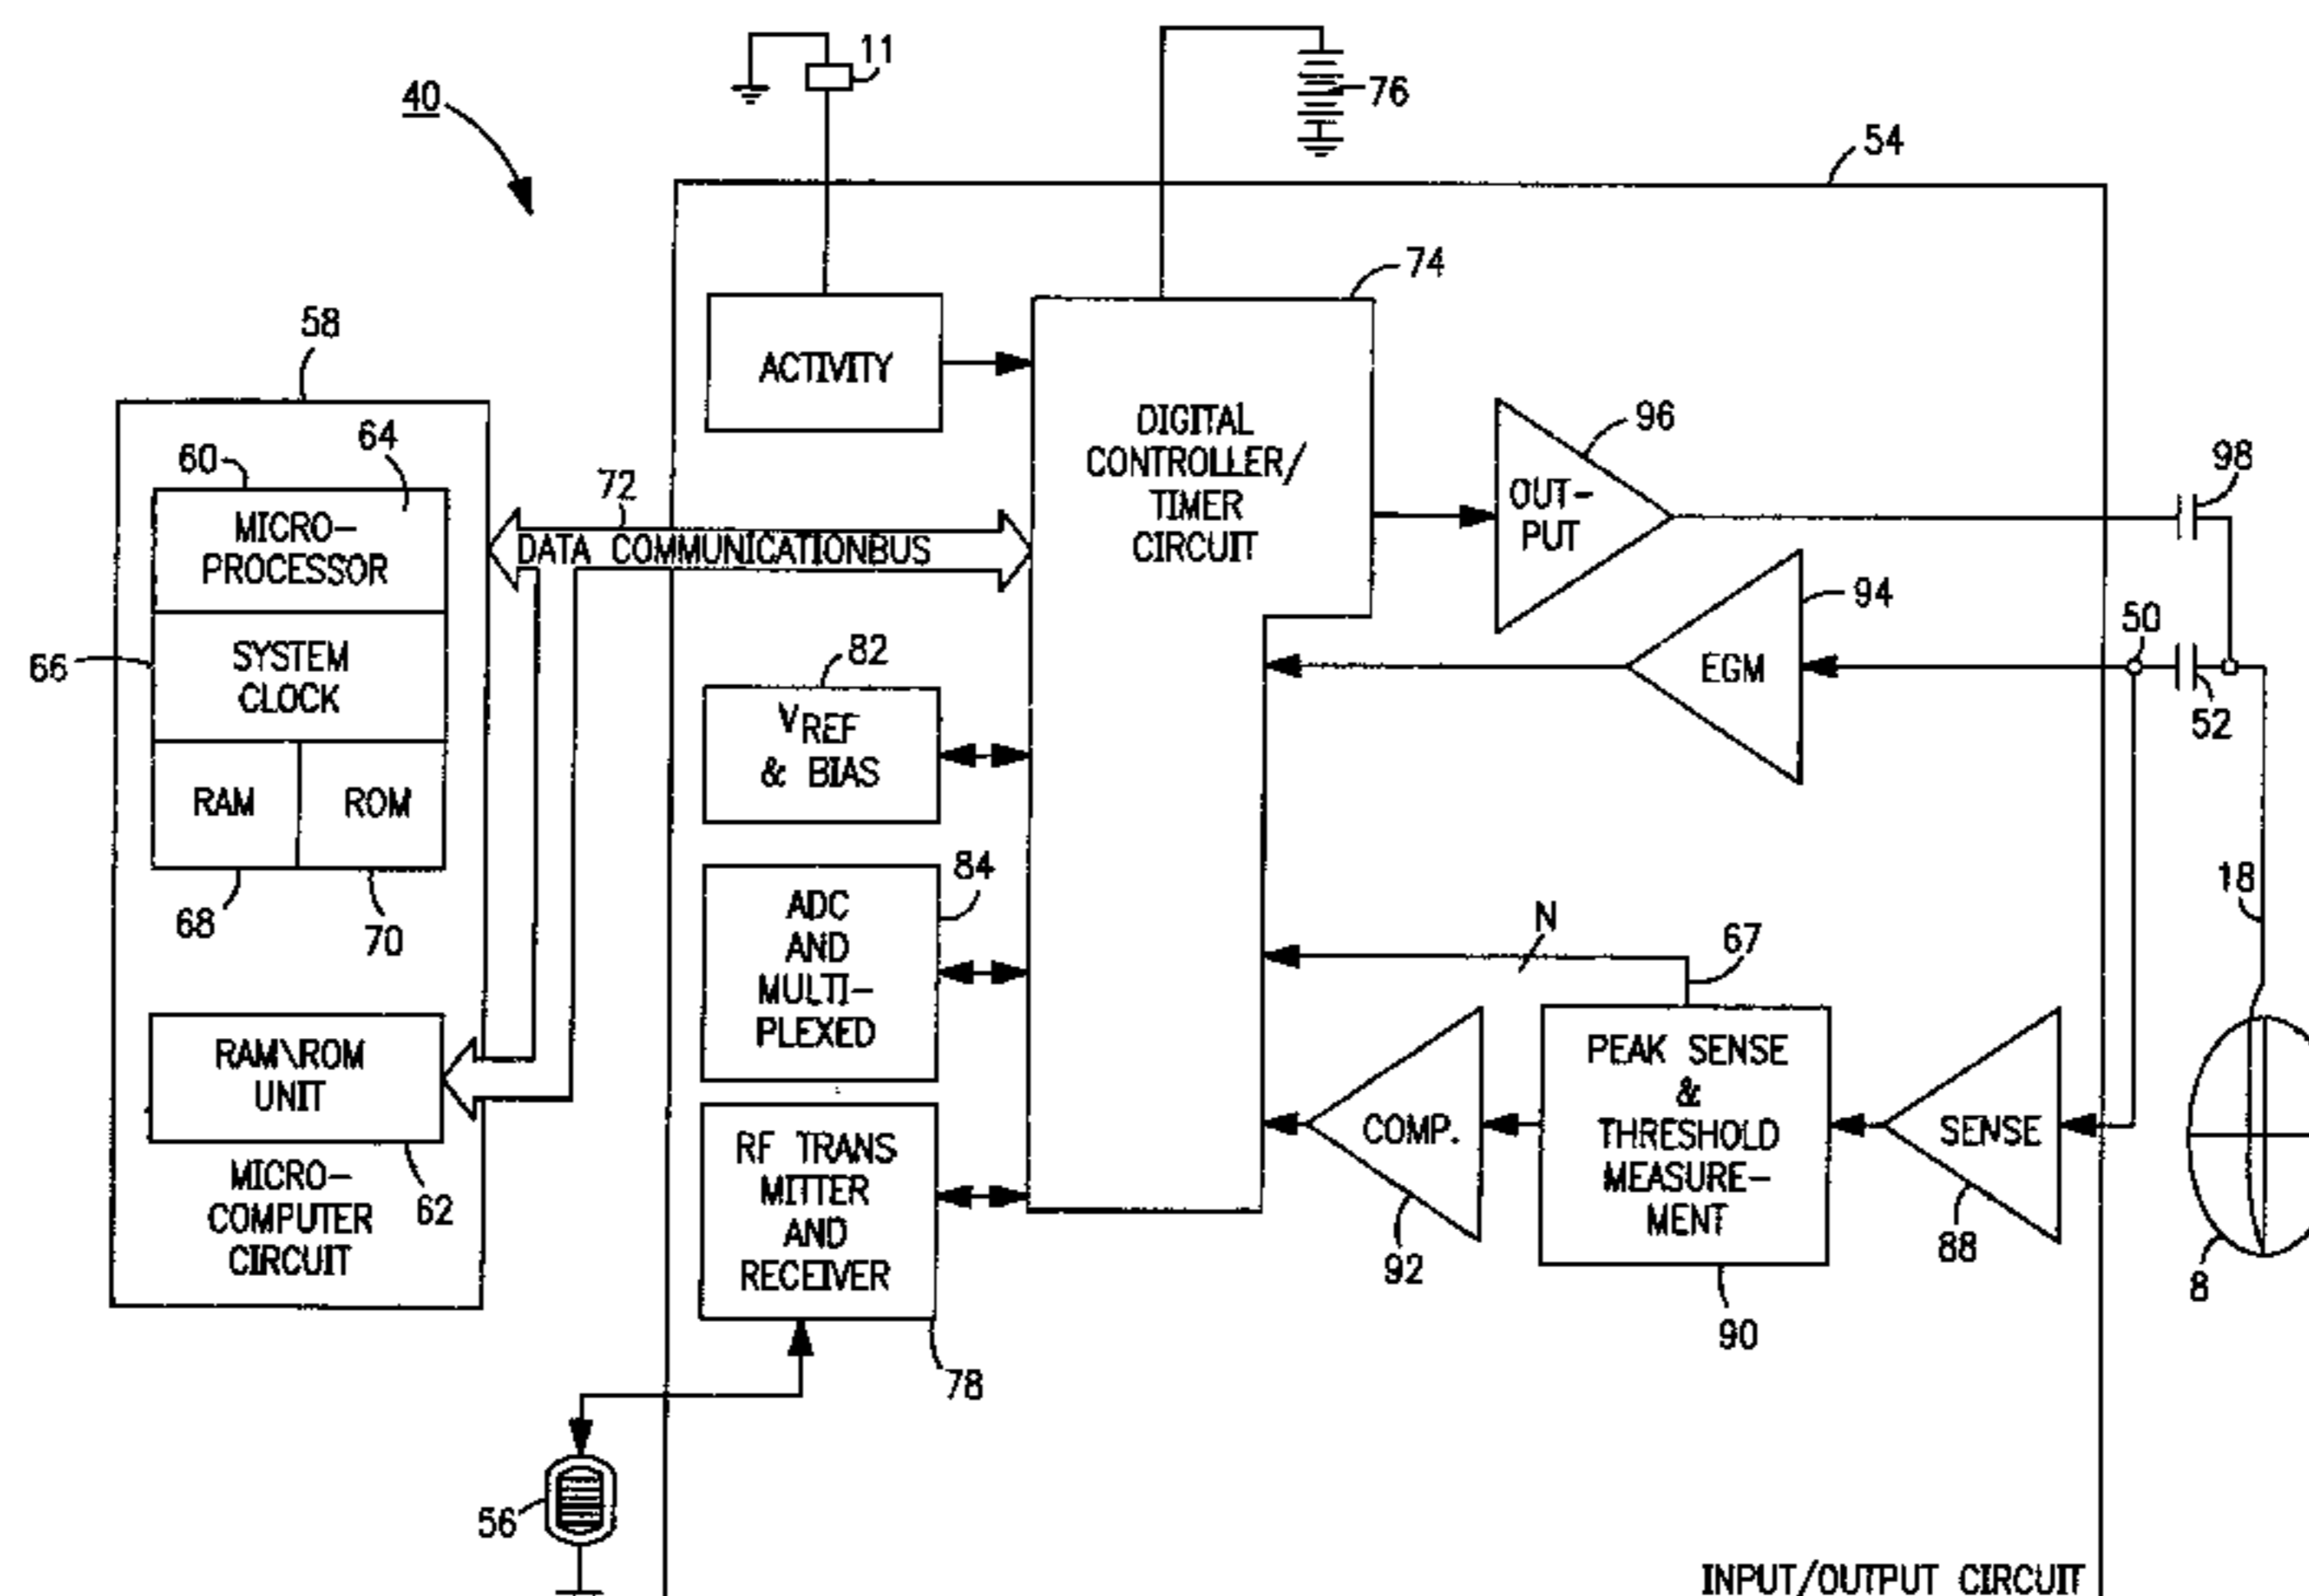 11
40
76
54
74
58
ACTIVITY
64
60
72
DIGITAL
CONTROLLER/
TIMER
CIRCUIT
96
98
OUT-
PUT
MICRO-
PROCESSOR
DATA COMMUNICATIONBUS
94
50
66
SYSTEM
CLOCK
82
VREF
& BIAS
EGM
52
RAM
ROM
68
70
84
ADC
AND
MULTI-
PLEXED
N
67
18
RAM\ROM
UNIT
PEAK SENSE
&
THRESHOLD
MEASURE-
MENT
COMP.
SENSE
RF TRANS
MITTER
AND
RECEIVER
MICRO-
COMPUTER
CIRCUIT
62
92
88
8
90
78
56
INPUT/OUTPUT CIRCUIT